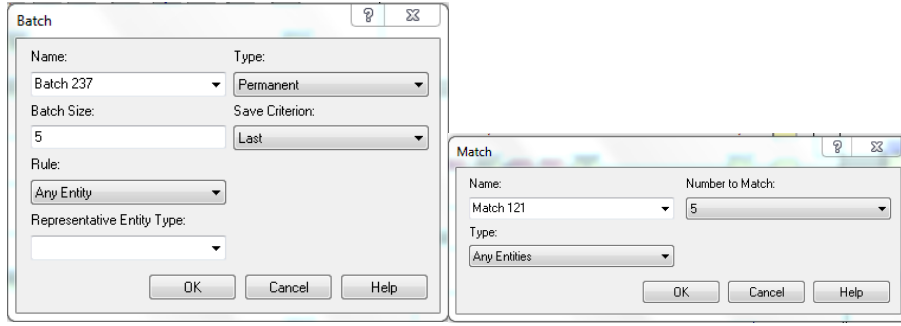 Batch
Name: Type:
Batch 237 Permanent
Batch Size: Save Criterion:
5 Last
Rule:
Any Entity
Representative Entity Type:
OK Cancel Help
Match
Name: Number to Match:
Match 121 5
Type:
Any Entities
OK Cancel Help